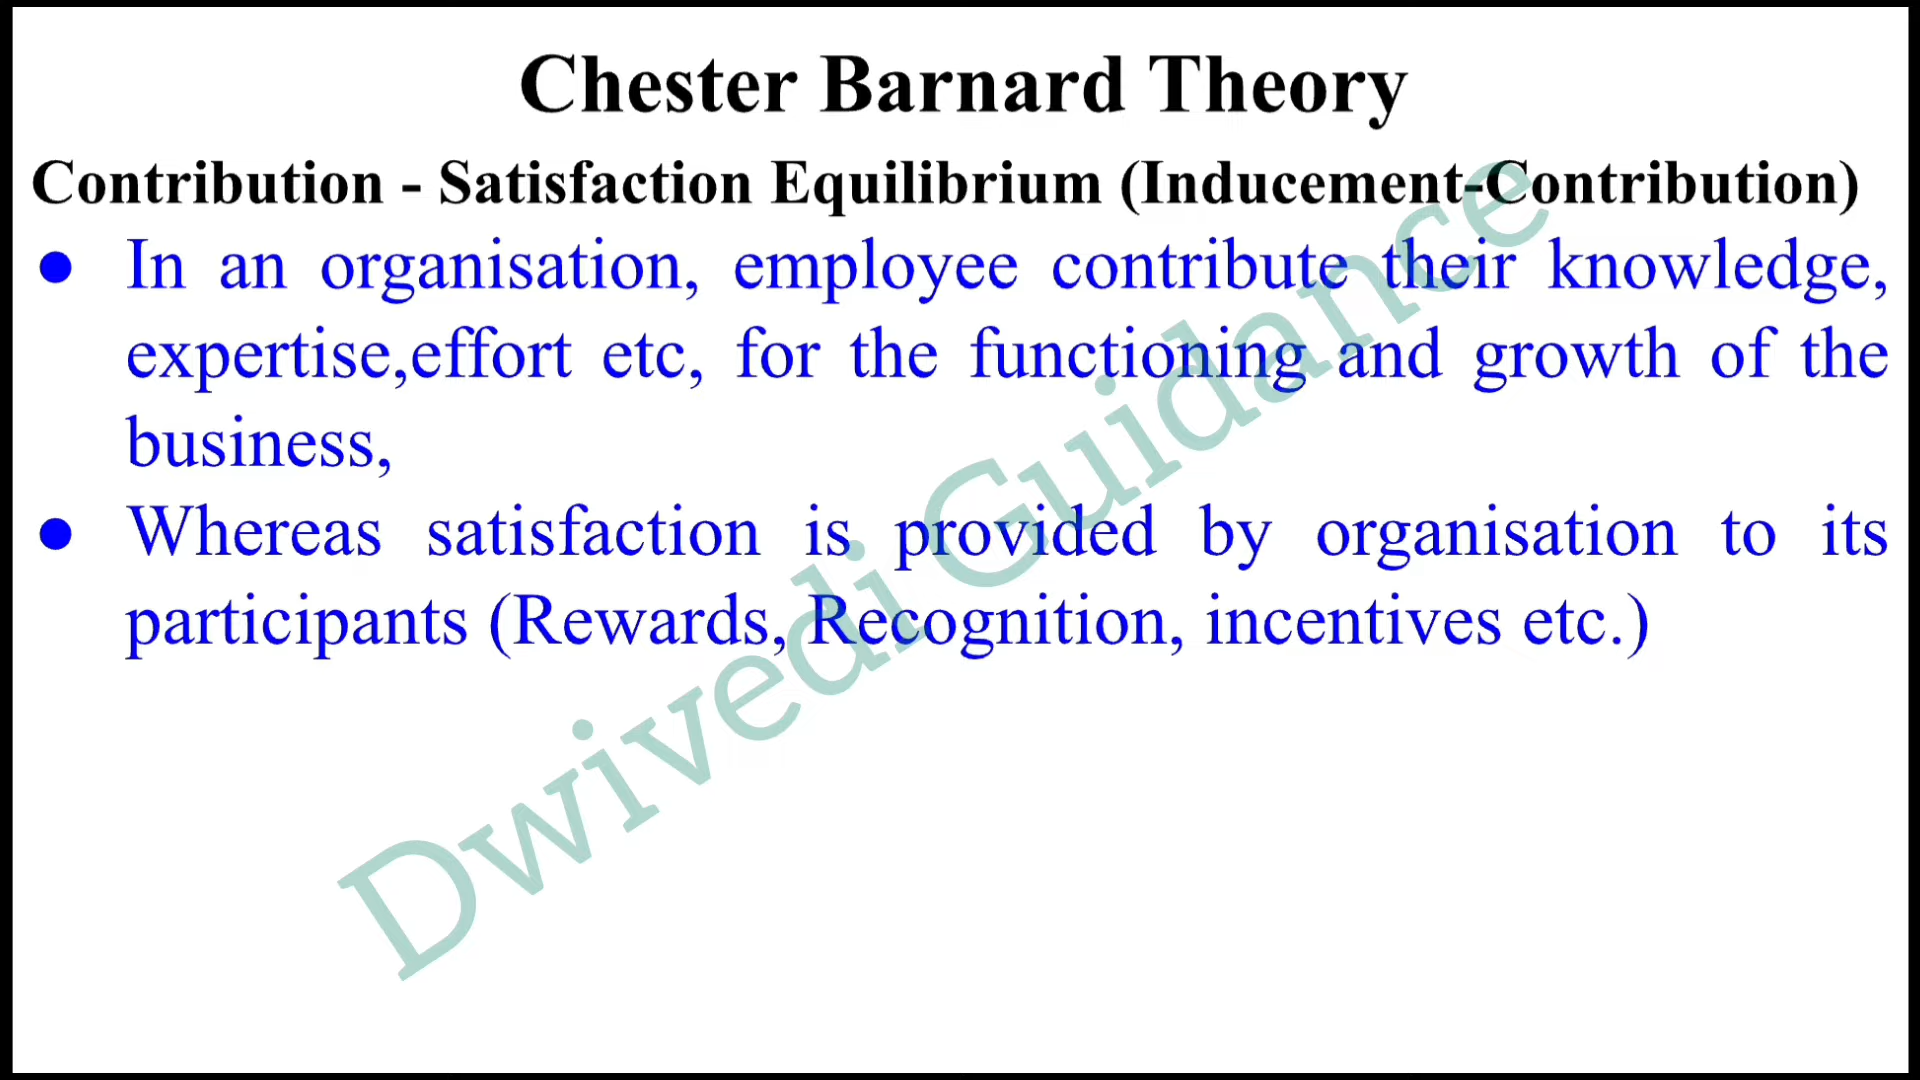 Chester Barnard Theory
Contribution - Satisfaction Equilibrium (Inducement-Contribution)
● In an organisation, employee contribute their knowledge,
expertise,effort etc, for the functioning and growth of the
business,
● Whereas satisfaction is provided by organisation to its
participants (Rewards, Recognition, incentives etc.)
Dwivedi Guidance